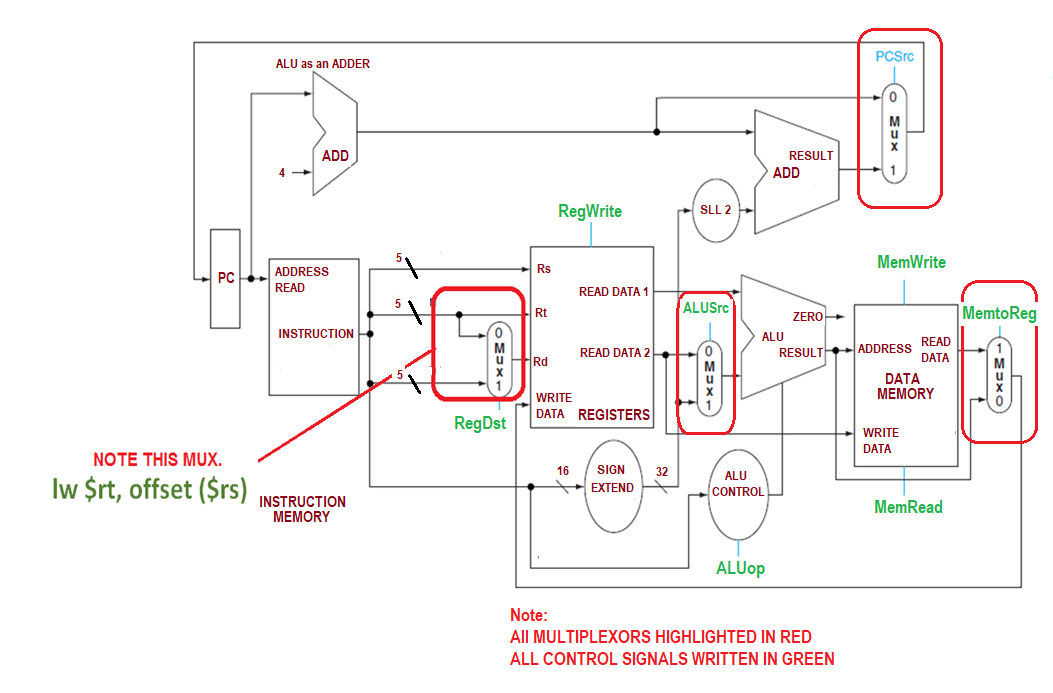 PCSrc
ALU as an ADDER
0
M
u
x
1
ADD
4
RESULT
ADD
SLL 2
RegWrite
PC
ADDRESS
READ
INSTRUCTION
5
Rs
READ DATA 1
MemWrite
5
Rt
ALUSrc
MemtoReg
0
M
u
x
1
Rd
READ DATA 2
0
M
u
x
1
ZERO
ALU
RESULT
ADDRESS
READ
DATA
DATA
MEMORY
1
M
u
x
0
5
WRITE
DATA
REGISTERS
RegDst
WRITE
DATA
NOTE THIS MUX.
lw $rt, offset ($rs)
INSTRUCTION
MEMORY
16
SIGN
EXTEND
32
ALU
CONTROL
MemRead
ALUop
Note:
All MULTIPLEXORS HIGHLIGHTED IN RED
ALL CONTROL SIGNALS WRITTEN IN GREEN